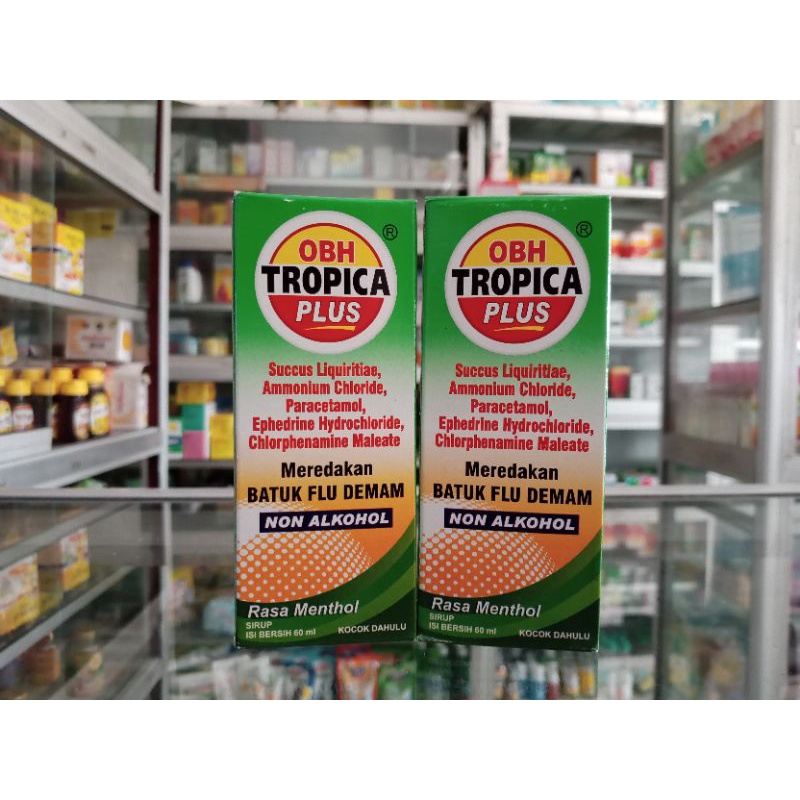 OBH
TROPICA
PLUS
®
Succus Liquiritiae,
Ammonium Chloride,
Paracetamol,
Ephedrine Hydrochloride,
Chlorphenamine Maleate
Meredakan
BATUK FLU DEMAM
NON ALKOHOL
Rasa Menthol
SIRUP
ISI BERSIH 60 ml
KOCOK DAHULU
OBH
TROPICA
PLUS
®
Succus Liquiritiae,
Ammonium Chloride,
Paracetamol,
Ephedrine Hydrochloride,
Chlorphenamine Maleate
Meredakan
BATUK FLU DEMAM
NON ALKOHOL
Rasa Menthol
SIRUP
ISI BERSIH 60 ml
KOCOK DAHULU